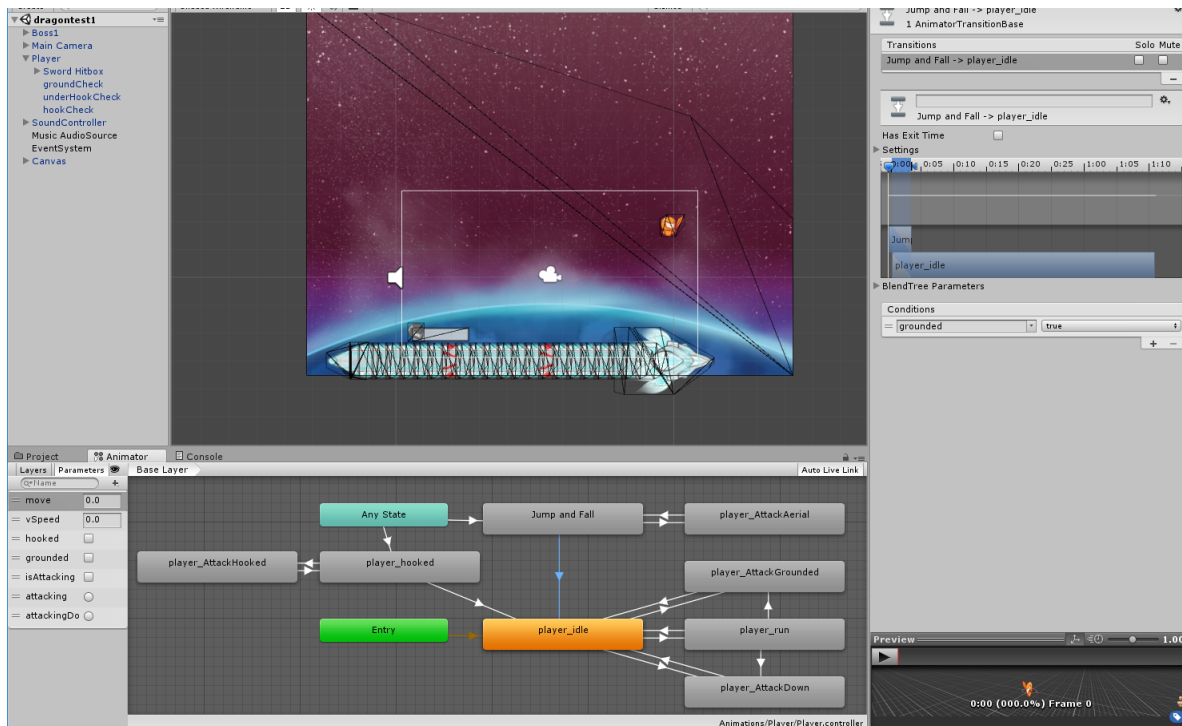 dragontest1
Boss1
Main Camera
Player
Sword Hitbox
groundCheck
underHookCheck
hookCheck
SoundController
Music AudioSource
EventSystem
Canvas
Jump and Fall -> player_idle
1 AnimatorTransitionBase
Transitions
Solo Mute
Jump and Fall -> player_idle
Jump and Fall -> player_idle
Has Exit Time
Settings
0:00 0:05 0:10 0:15 0:20 0:25 1:00 1:05 1:10
Jump
player_idle
BlendTree Parameters
Conditions
grounded true
Project Animator Console
Layers Parameters Base Layer Auto Live Link
Name
move 0.0
vSpeed 0.0
hooked
grounded
isAttacking
attacking
attackingDo
Any State
Jump and Fall
player_AttackAerial
player_AttackHooked
player_hooked
player_AttackGrounded
Entry
player_idle
player_run
player_AttackDown
Animations/Player/Player.controller
Preview 1.00
0:00 (000.0%) Frame 0